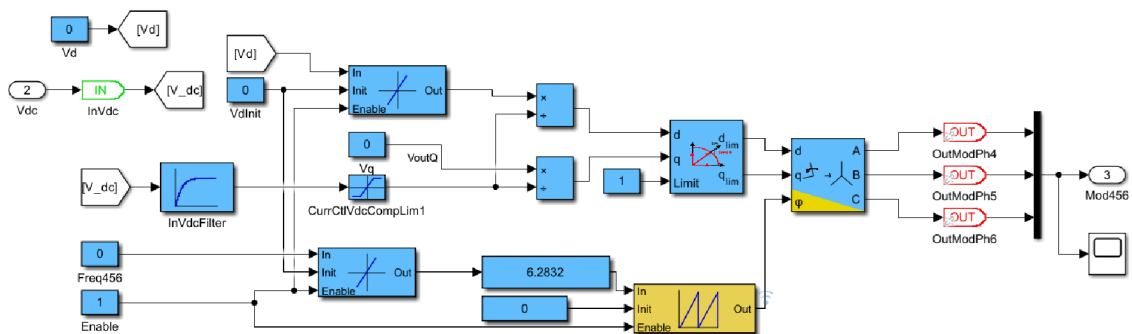 0
[Vd]
Vd
[Vd]
2
IN
[V_dc]
Vdc
InVdc
0
VdInit
In
Init
Enable
Out
×
÷
0
VoutQ
Vq
×
÷
[V_dc]
InVdcFilter
CurrCtlVdcCompLim1
1
d
q
Limit
d lim
q lim
d
q
φ
A
B
C
OUT
OutModPh4
OUT
OutModPh5
OUT
OutModPh6
3
Mod456
0
Freq456
1
Enable
In
Init
Enable
Out
6.2832
0
In
Init
Enable
Out